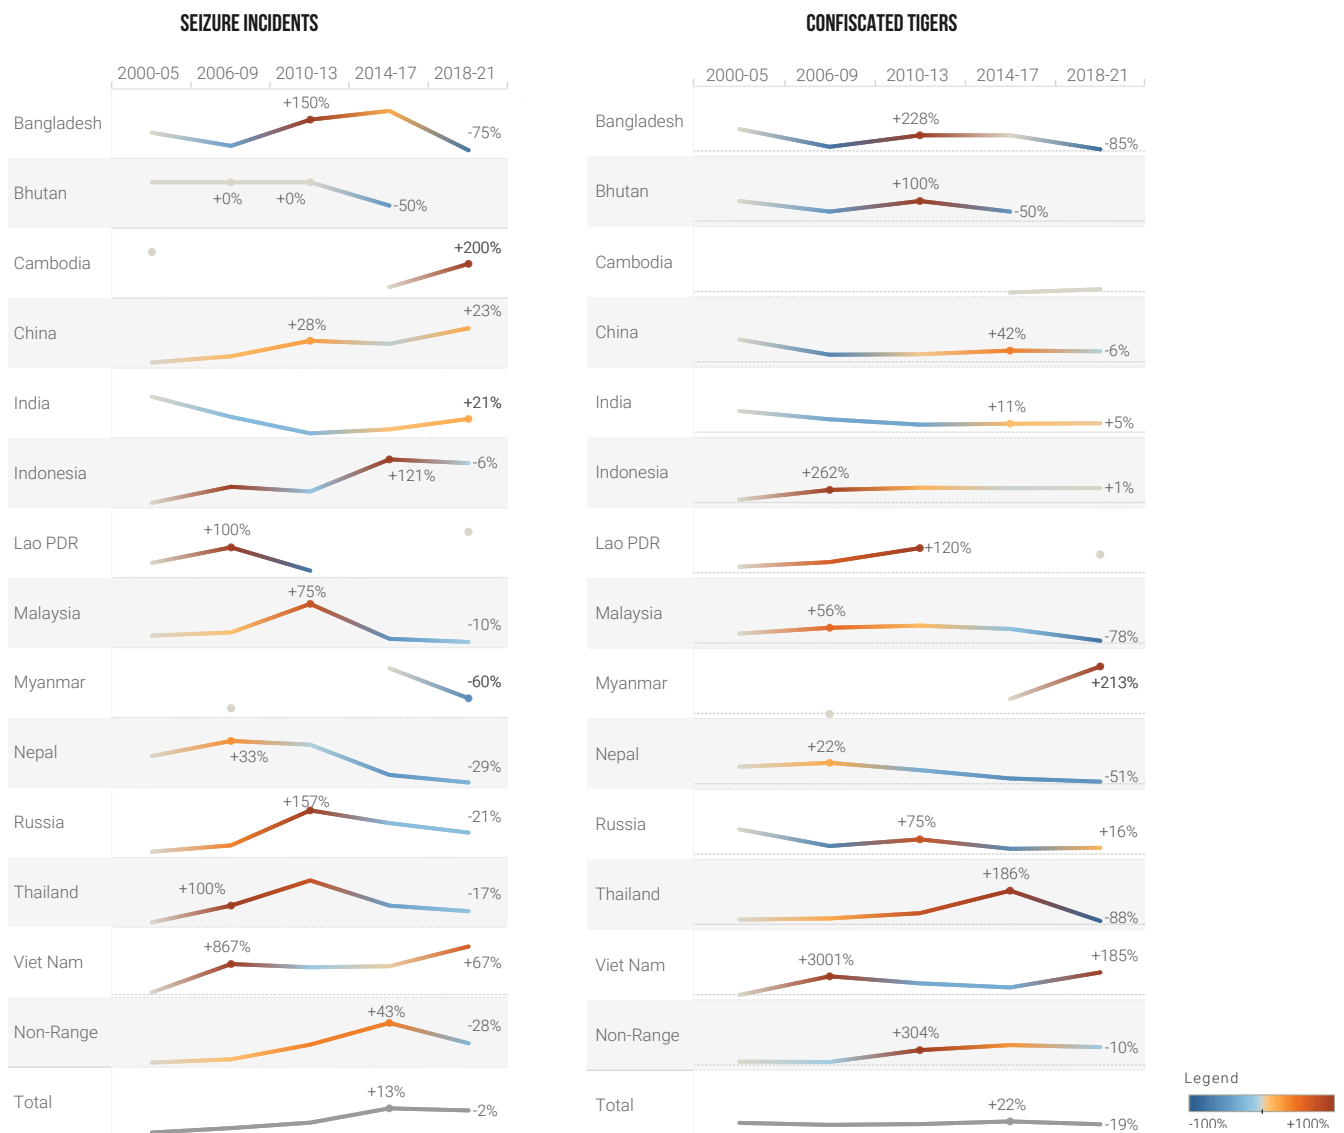 SEIZURE INCIDENTS
2000-05 2006-09 2010-13 2014-17 2018-21
Bangladesh +150% -75%
Bhutan +0% +0% -50%
Cambodia +200%
China +28% +23%
India +21%
Indonesia +121% -6%
Lao PDR +100%
Malaysia +75% -10%
Myanmar -60%
Nepal +33% -29%
Russia +157% -21%
Thailand +100% -17%
Viet Nam +867% +67%
Non-Range +43% -28%
Total +13% -2%
CONFISCATED TIGERS
2000-05 2006-09 2010-13 2014-17 2018-21
Bangladesh +228% -85%
Bhutan +100% -50%
Cambodia
China +42% -6%
India +11% +5%
Indonesia +262% +1%
Lao PDR +120%
Malaysia +56% -78%
Myanmar +213%
Nepal +22% -51%
Russia +75% +16%
Thailand +186% -88%
Viet Nam +3001% +185%
Non-Range +304% -10%
Total +22% -19%
Legend
-100% +100%